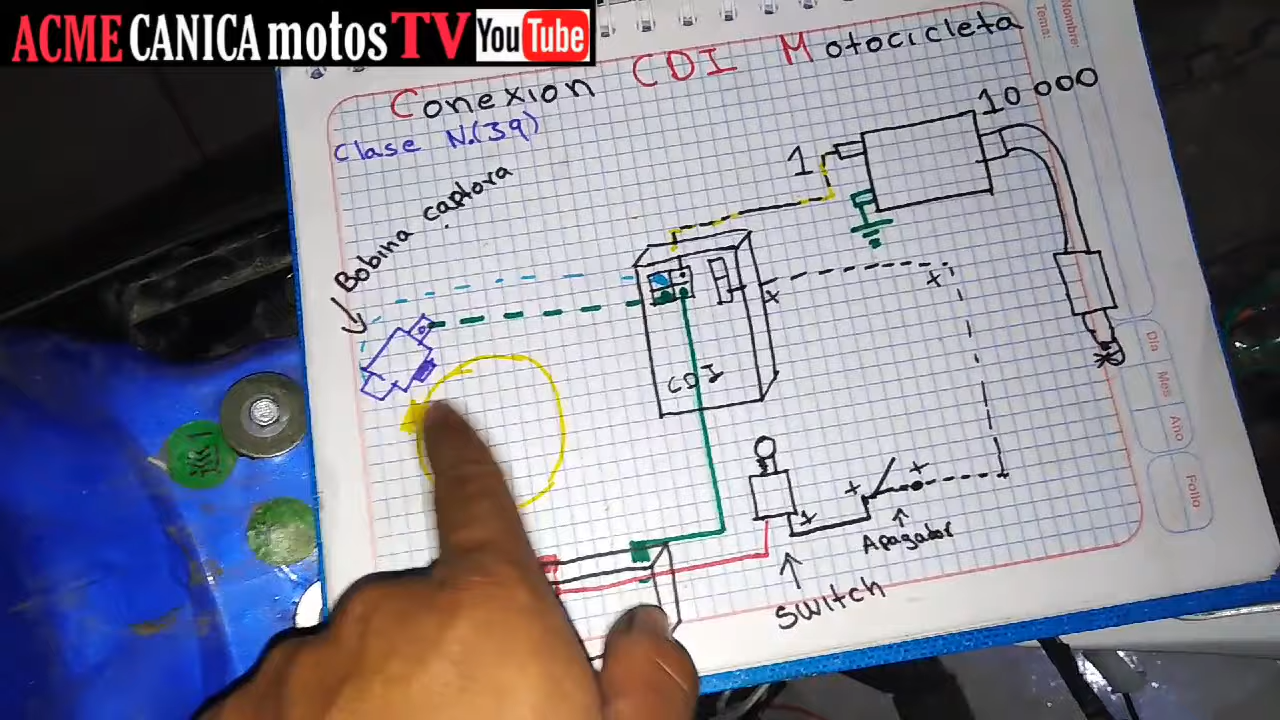 ACME CANICA motos TV YouTube
Conexion CDI Motocicleta
Clase N.(39)
Bobina captora
1
10 000
CDI
x
x
+
x
x
Apagador
Switch
Nombre:
Tema:
Día
Mes
Año
Folio